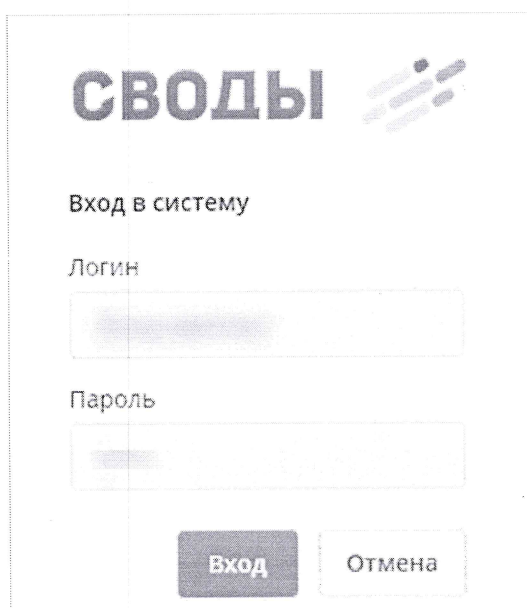 СВОДЫ
Вход в систему
Логин
Пароль
Вход
Отмена